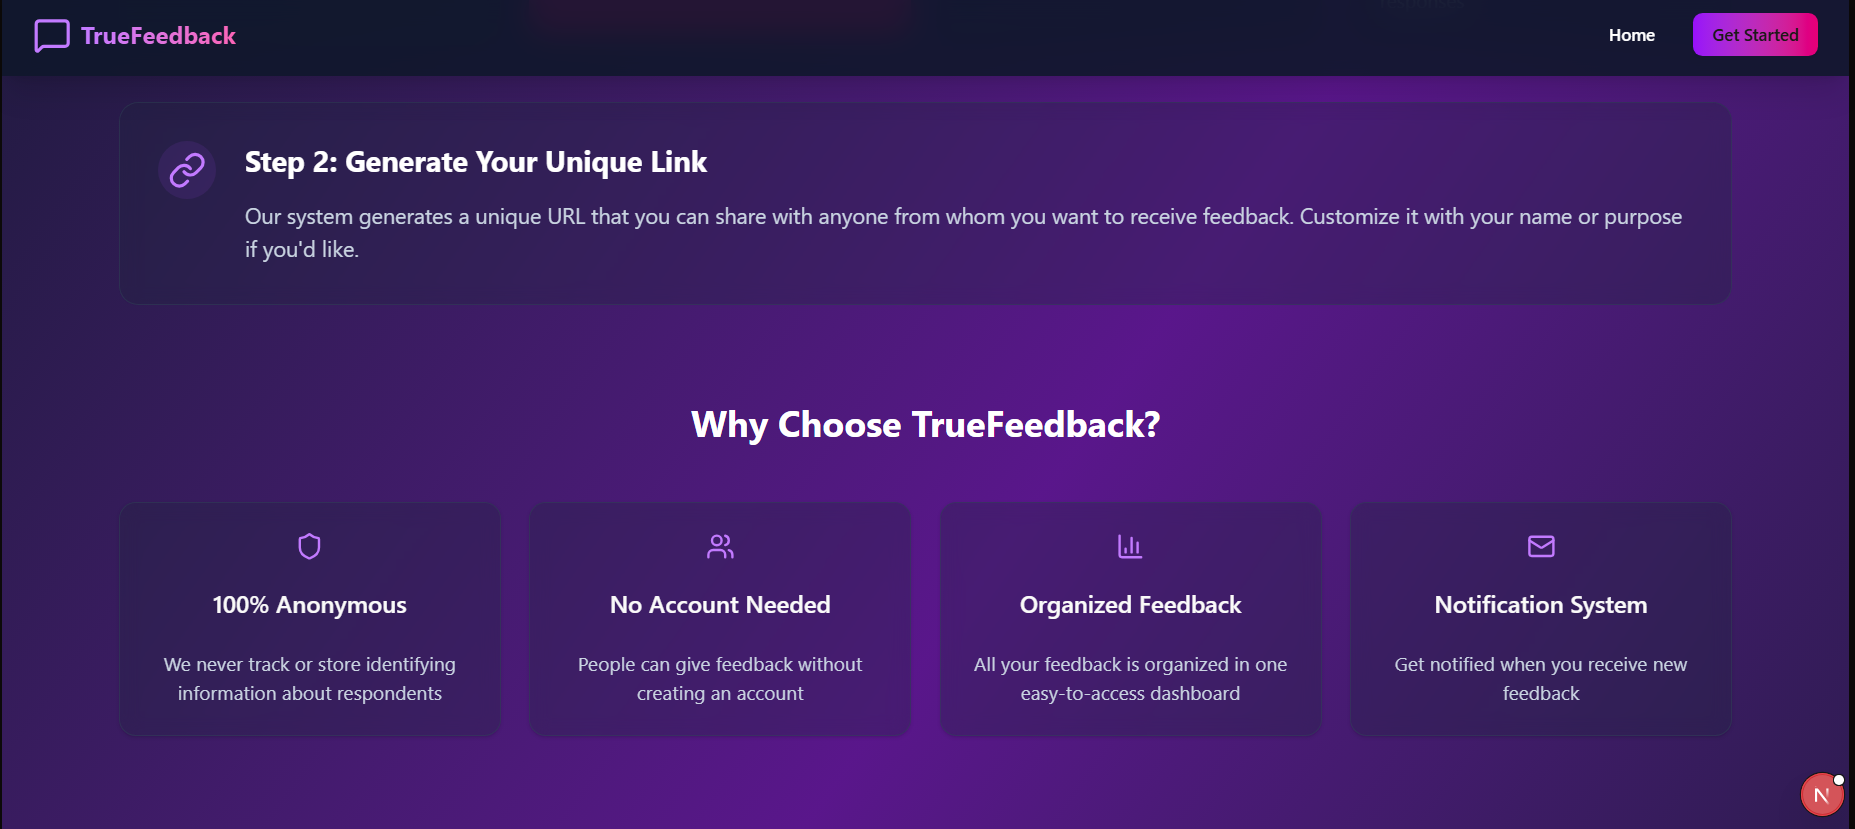 TrueFeedback
Home
Get Started
Step 2: Generate Your Unique Link
Our system generates a unique URL that you can share with anyone from whom you want to receive feedback. Customize it with your name or purpose
if you'd like.
Why Choose TrueFeedback?
100% Anonymous
We never track or store identifying
information about respondents
No Account Needed
People can give feedback without
creating an account
Organized Feedback
All your feedback is organized in one
easy-to-access dashboard
Notification System
Get notified when you receive new
feedback
N